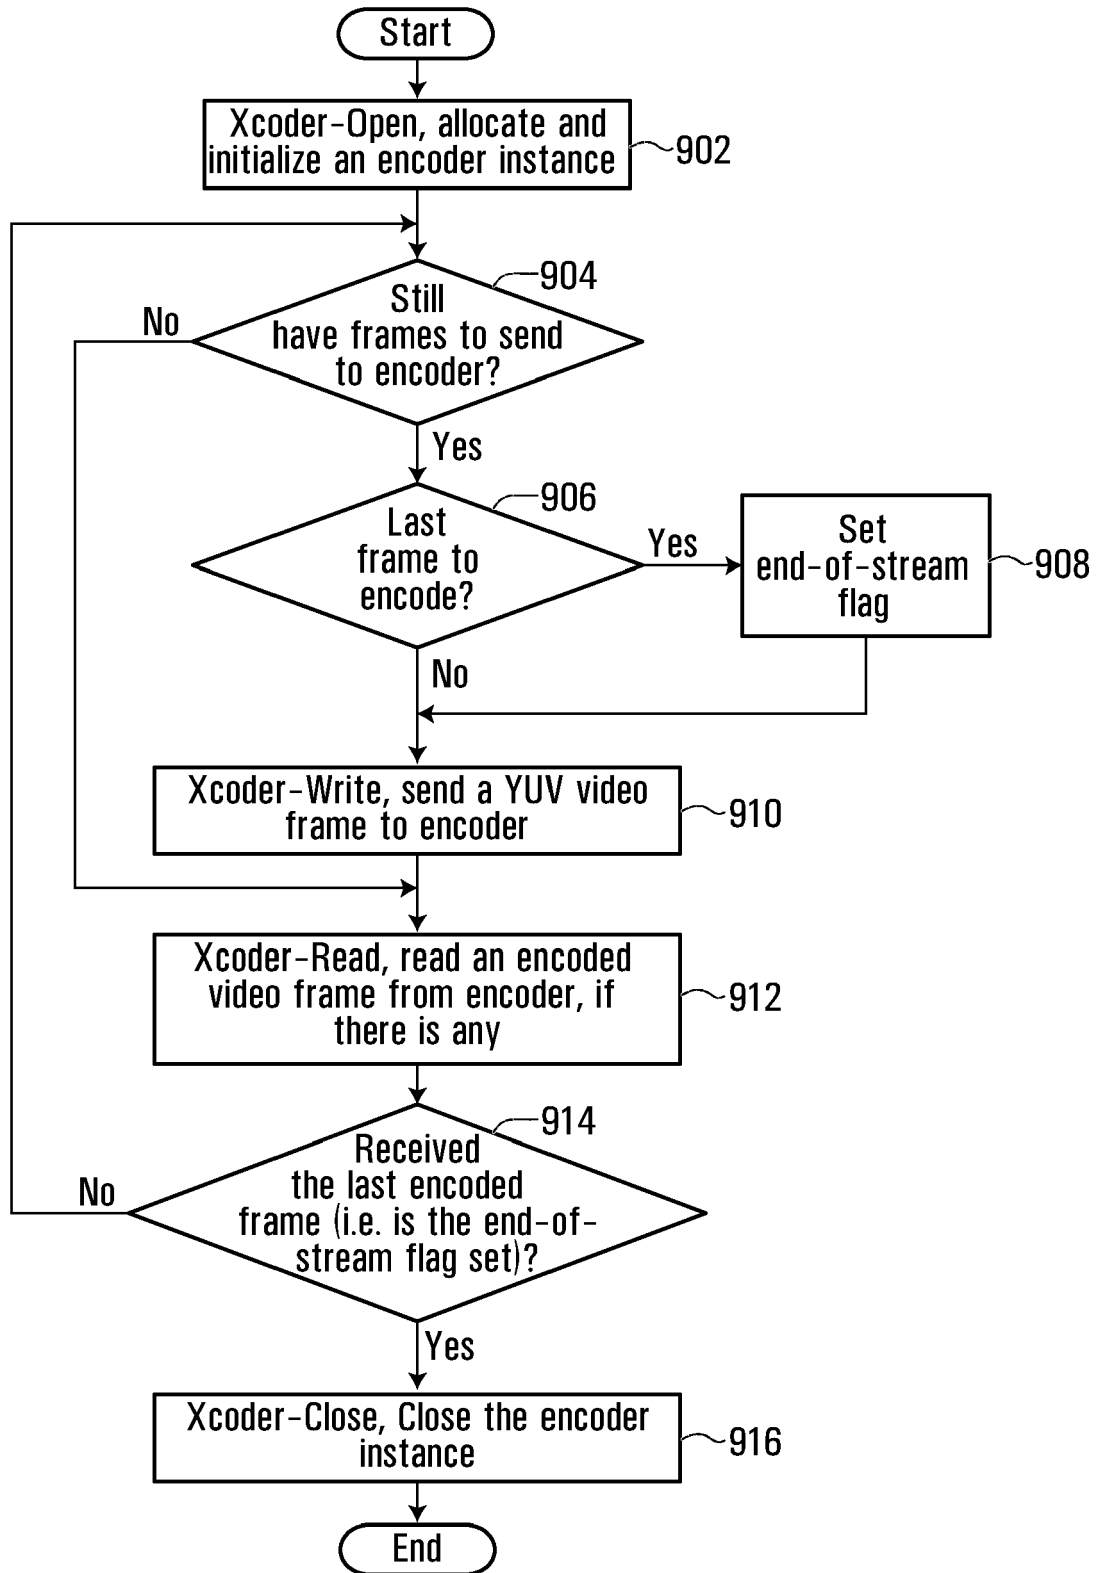 Start
Xcoder-Open, allocate and
initialize an encoder instance
902
904
Still
have frames to send
to encoder?
No
Yes
906
Last
frame to
encode?
Yes
Set
end-of-stream
flag
908
No
Xcoder-Write, send a YUV video
frame to encoder
910
Xcoder-Read, read an encoded
video frame from encoder, if
there is any
912
914
Received
the last encoded
frame (i.e. is the end-of-
stream flag set)?
No
Yes
Xcoder-Close, Close the encoder
instance
916
End